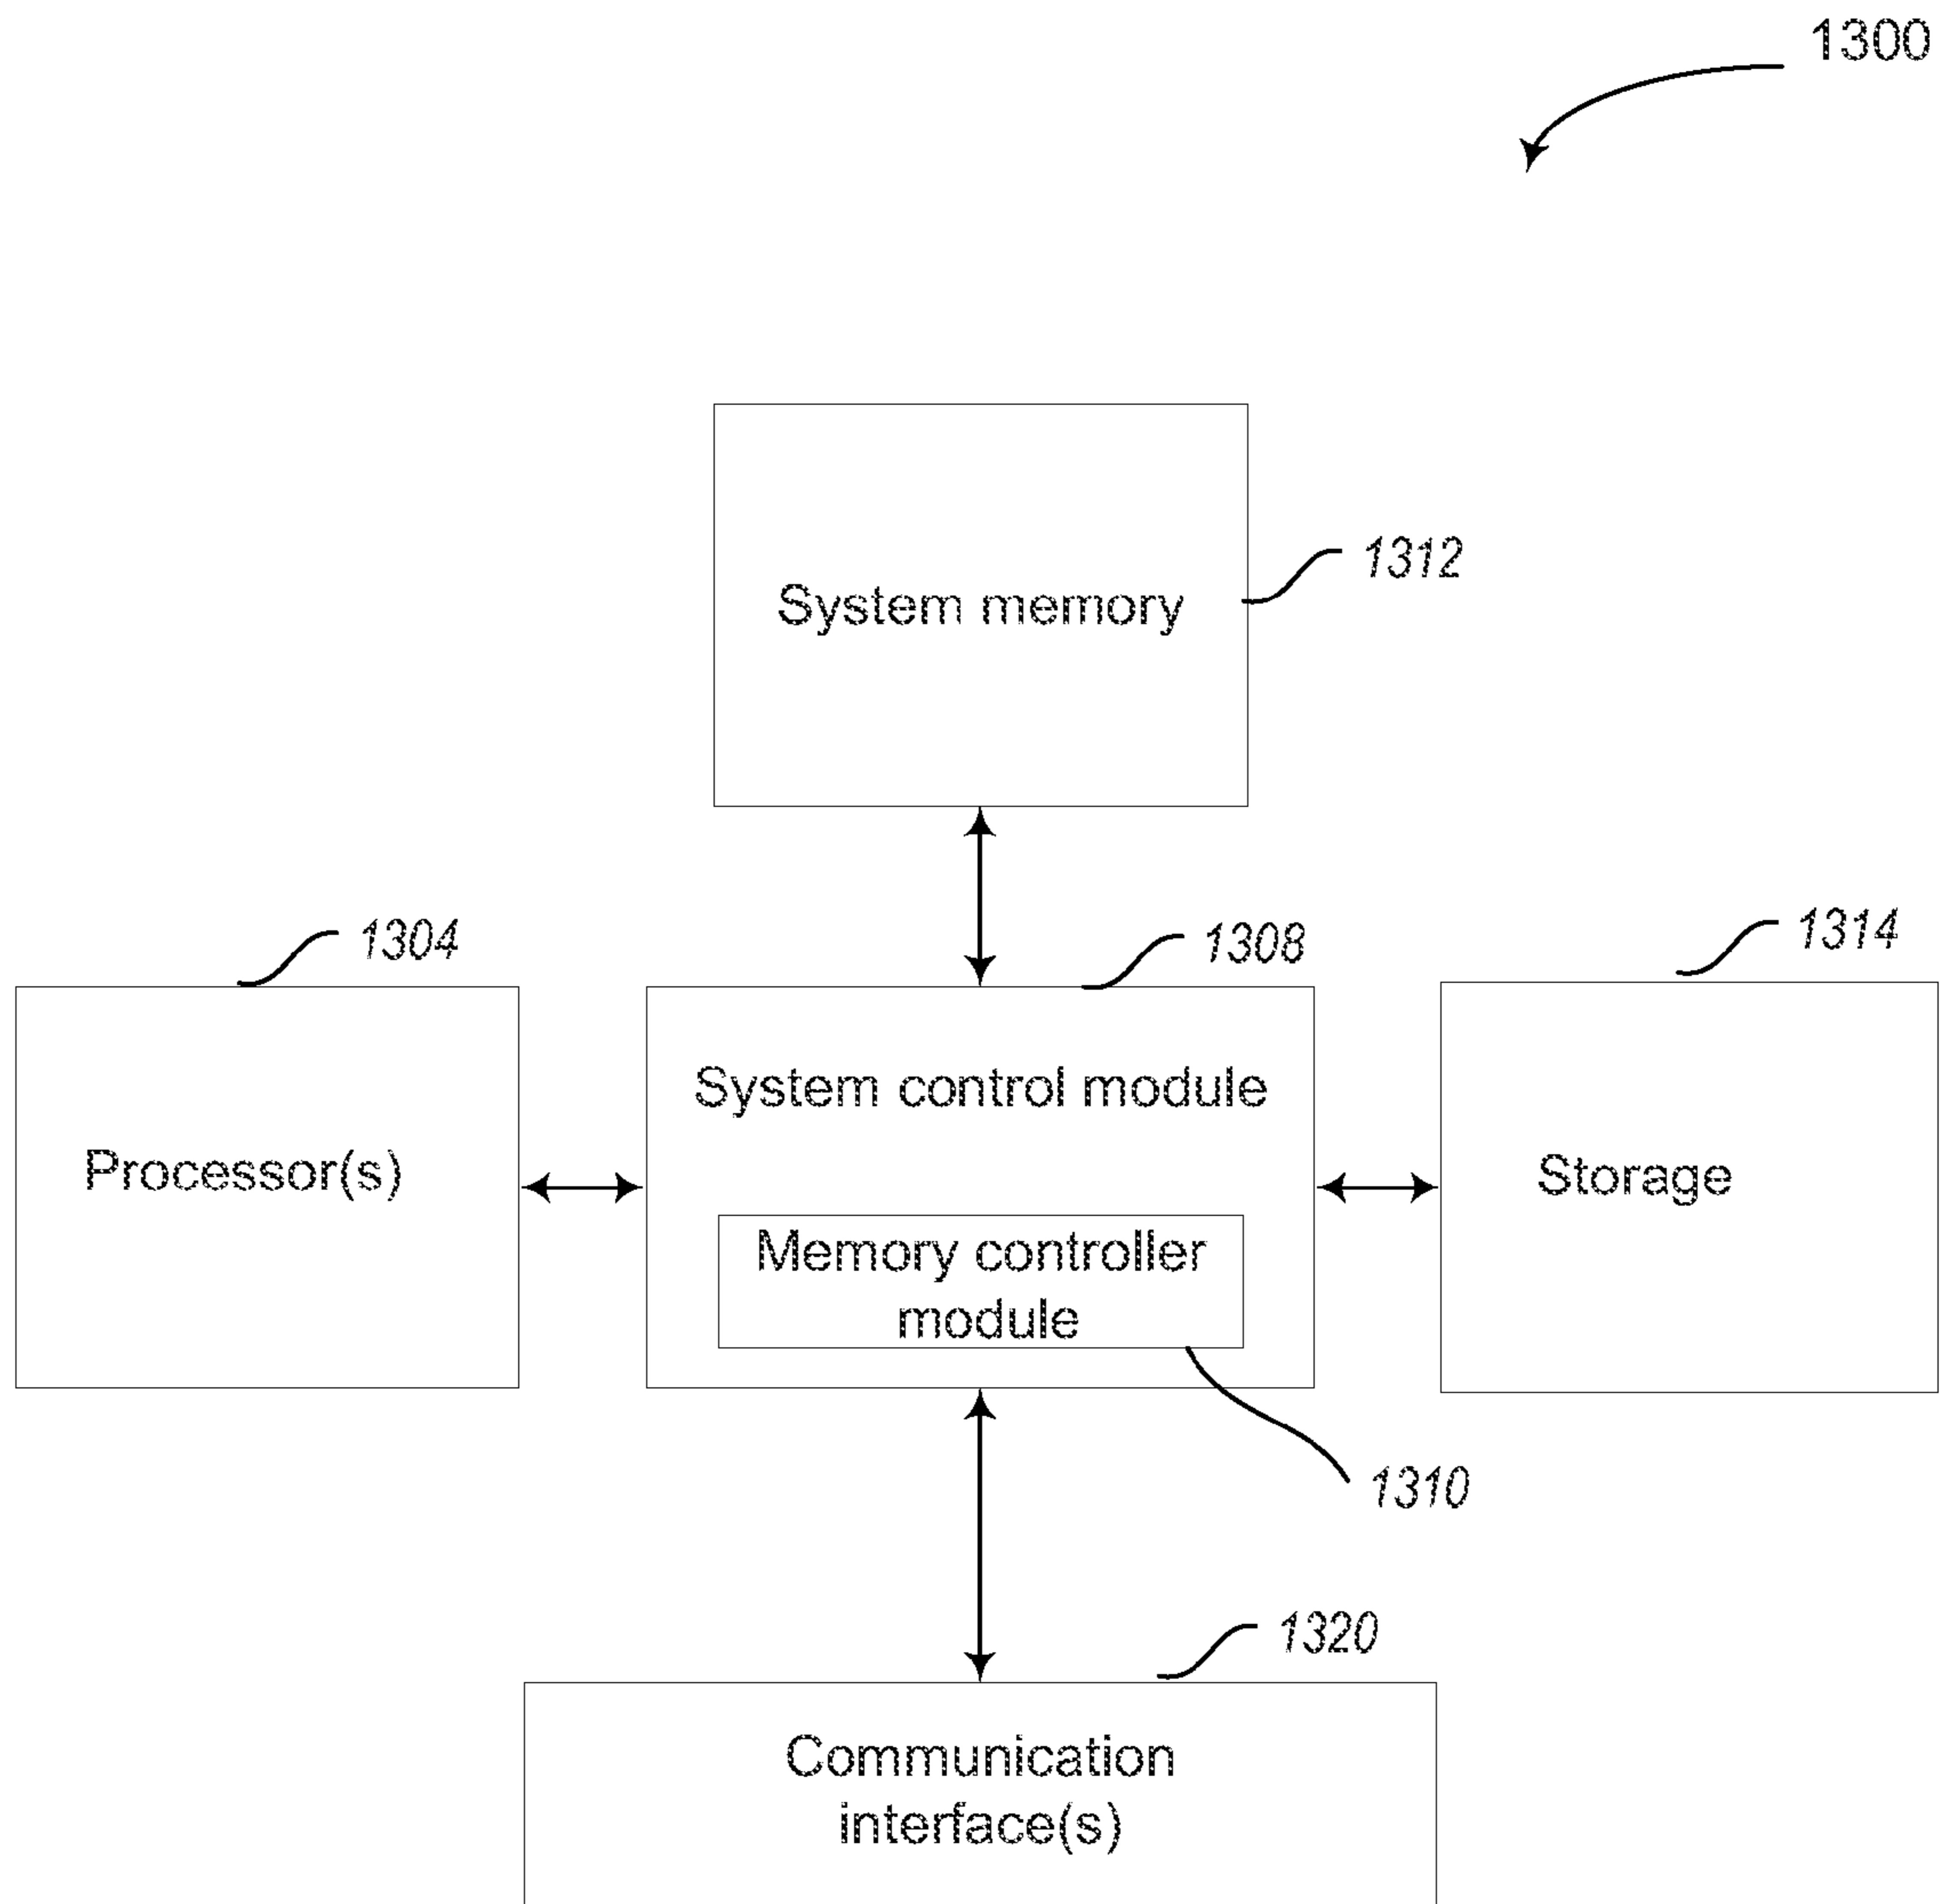 1300
System memory
1312
1304
1308
1314
System control module
Processor(s)
Storage
Memory controller
module
1310
1320
Communication
interface(s)